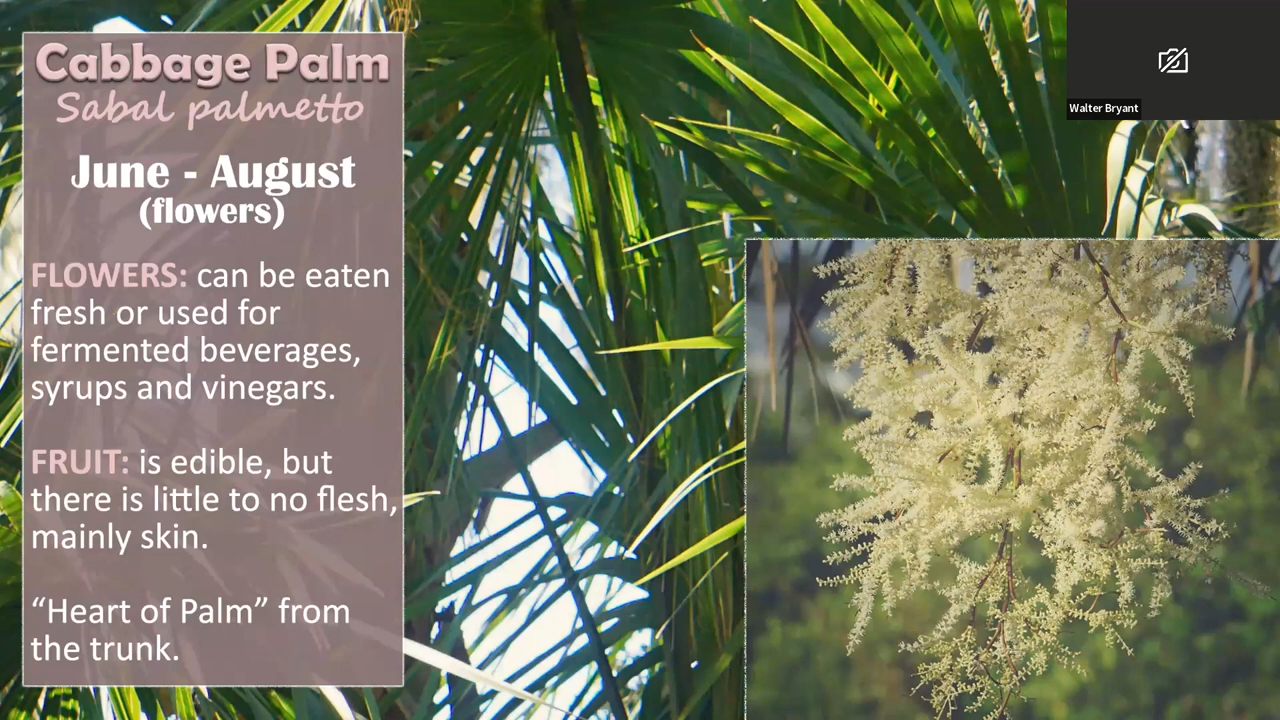 Cabbage Palm
Sabal palmetto
June - August
(flowers)
FLOWERS: can be eaten
fresh or used for
fermented beverages,
syrups and vinegars.
FRUIT: is edible, but
there is little to no flesh,
mainly skin.
“Heart of Palm” from
the trunk.
Walter Bryant